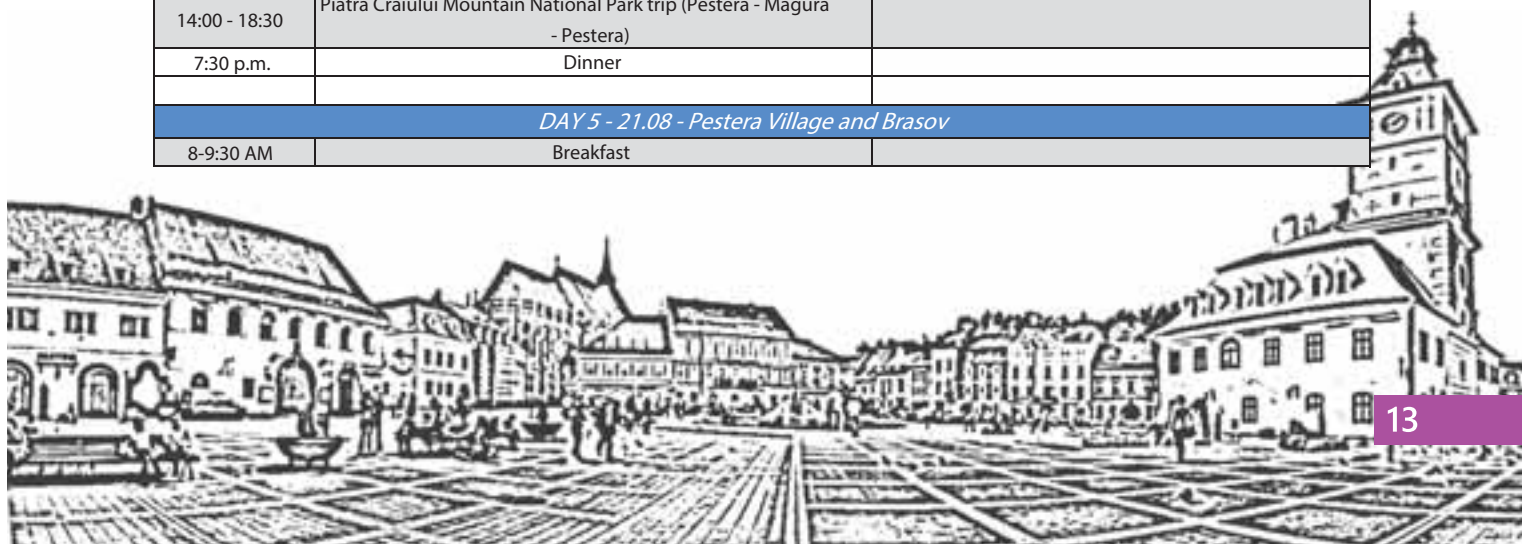 14:00 - 18:30 Piatra Craiului Mountain National Park trip (Pestera - Magura
- Pestera)
7:30 p.m. Dinner
DAY 5 - 21.08 - Pestera Village and Brasov
8-9:30 AM Breakfast
13